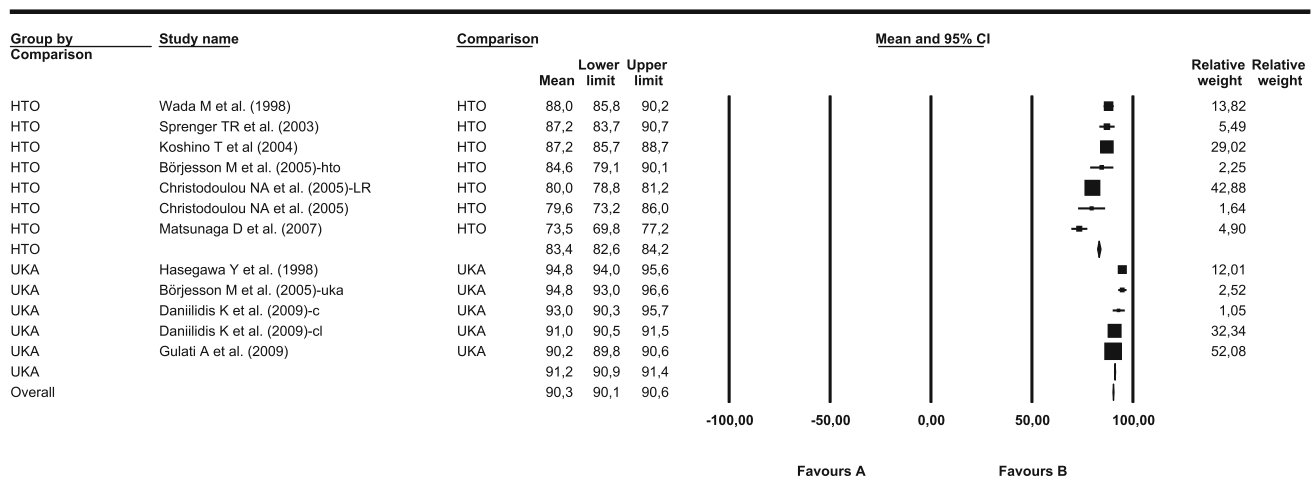 Group by Study name Comparison Mean and 95% CI
Comparison
Lower Upper Relative Relative
Mean limit limit weight weight
HTO Wada M et al. (1998) HTO 88,0 85,8 90,2 13,82
HTO Sprenger TR et al. (2003) HTO 87,2 83,7 90,7 5,49
HTO Koshino T et al (2004) HTO 87,2 85,7 88,7 29,02
HTO Börjesson M et al. (2005)-hto HTO 84,6 79,1 90,1 2,25
HTO Christodoulou NA et al. (2005)-LR HTO 80,0 78,8 81,2 42,88
HTO Christodoulou NA et al. (2005) HTO 79,6 73,2 86,0 1,64
HTO Matsunaga D et al. (2007) HTO 73,5 69,8 77,2 4,90
HTO 83,4 82,6 84,2
UKA Hasegawa Y et al. (1998) UKA 94,8 94,0 95,6 12,01
UKA Börjesson M et al. (2005)-uka UKA 94,8 93,0 96,6 2,52
UKA Daniilidis K et al. (2009)-c UKA 93,0 90,3 95,7 1,05
UKA Daniilidis K et al. (2009)-cl UKA 91,0 90,5 91,5 32,34
UKA Gulati A et al. (2009) UKA 90,2 89,8 90,6 52,08
UKA 91,2 90,9 91,4
Overall 90,3 90,1 90,6
-100,00 -50,00 0,00 50,00 100,00
Favours A Favours B